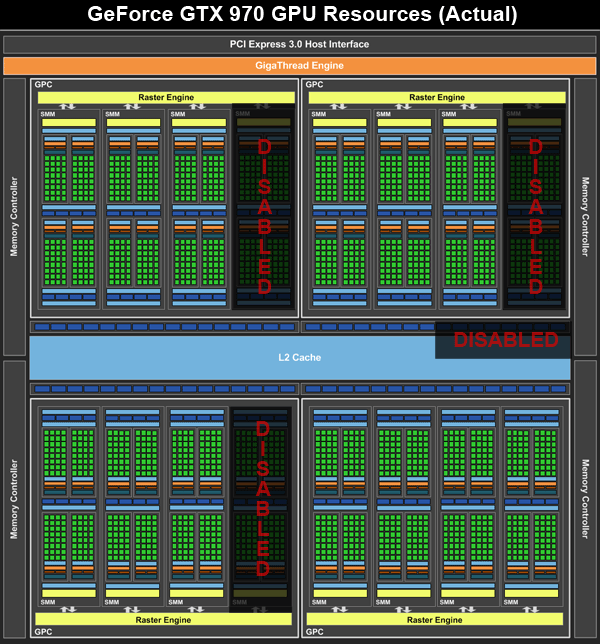 GeForce GTX 970 GPU Resources (Actual)
PCI Express 3.0 Host Interface
GigaThread Engine
GPC
GPC
Raster Engine
Raster Engine
SMM
SMM
SMM
SMM
SMM
SMM
SMM
SMM
DISABLED
DISABLED
Memory Controller
Memory Controller
DISABLED
L2 Cache
Memory Controller
Memory Controller
DISABLED
SMM
SMM
SMM
SMM
SMM
SMM
SMM
SMM
Raster Engine
Raster Engine
GPC
GPC